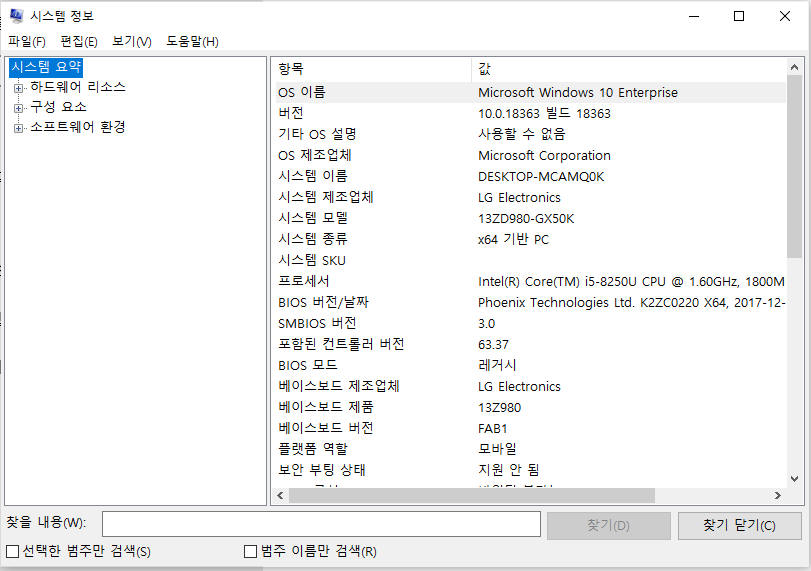 시스템 정보
파일(F) 편집(E) 보기(V) 도움말(H)
시스템 요약
하드웨어 리소스
구성 요소
소프트웨어 환경
항목 값
OS 이름 Microsoft Windows 10 Enterprise
버전 10.0.18363 빌드 18363
기타 OS 설명 사용할 수 없음
OS 제조업체 Microsoft Corporation
시스템 이름 DESKTOP-MCAMQ0K
시스템 제조업체 LG Electronics
시스템 모델 13ZD980-GX50K
시스템 종류 x64 기반 PC
시스템 SKU
프로세서 Intel(R) Core(TM) i5-8250U CPU @ 1.60GHz, 1800M
BIOS 버전/날짜 Phoenix Technologies Ltd. K2ZC0220 X64, 2017-12-
SMBIOS 버전 3.0
포함된 컨트롤러 버전 63.37
BIOS 모드 레거시
베이스보드 제조업체 LG Electronics
베이스보드 제품 13Z980
베이스보드 버전 FAB1
플랫폼 역할 모바일
보안 부팅 상태 지원 안 됨
찾을 내용(W): 찾기(D) 찾기 닫기(C)
선택한 범주만 검색(S) 범주 이름만 검색(R)